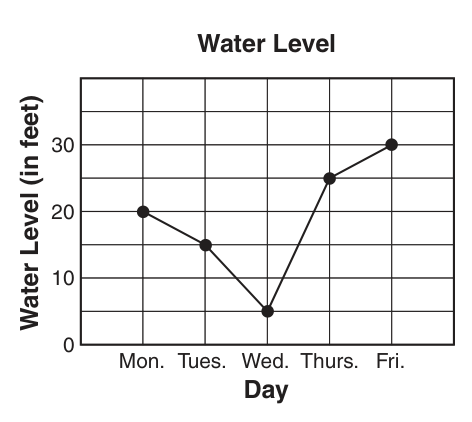 Water Level
Water Level (in feet)
30
20
10
0
Mon. Tues. Wed. Thurs. Fri.
Day